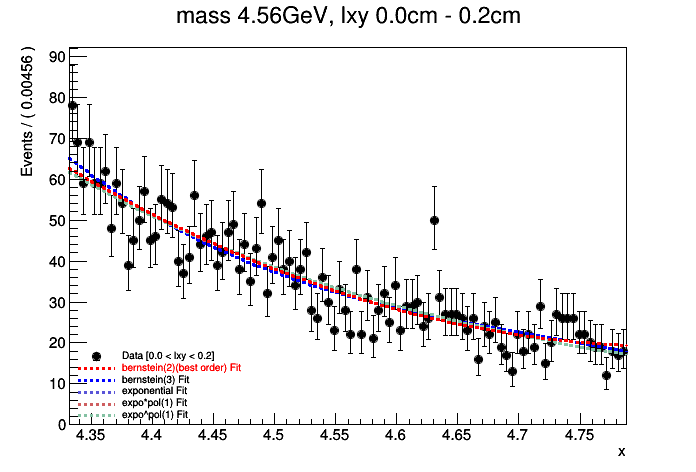 mass 4.56GeV, lxy 0.0cm - 0.2cm
Events / ( 0.00456 )
90
80
70
60
50
40
30
20
10
0
Data [0.0 < lxy < 0.2]
bernstein(2)(best order) Fit
bernstein(3) Fit
exponential Fit
expo*pol(1) Fit
expo^pol(1) Fit
4.35 4.4 4.45 4.5 4.55 4.6 4.65 4.7 4.75
x